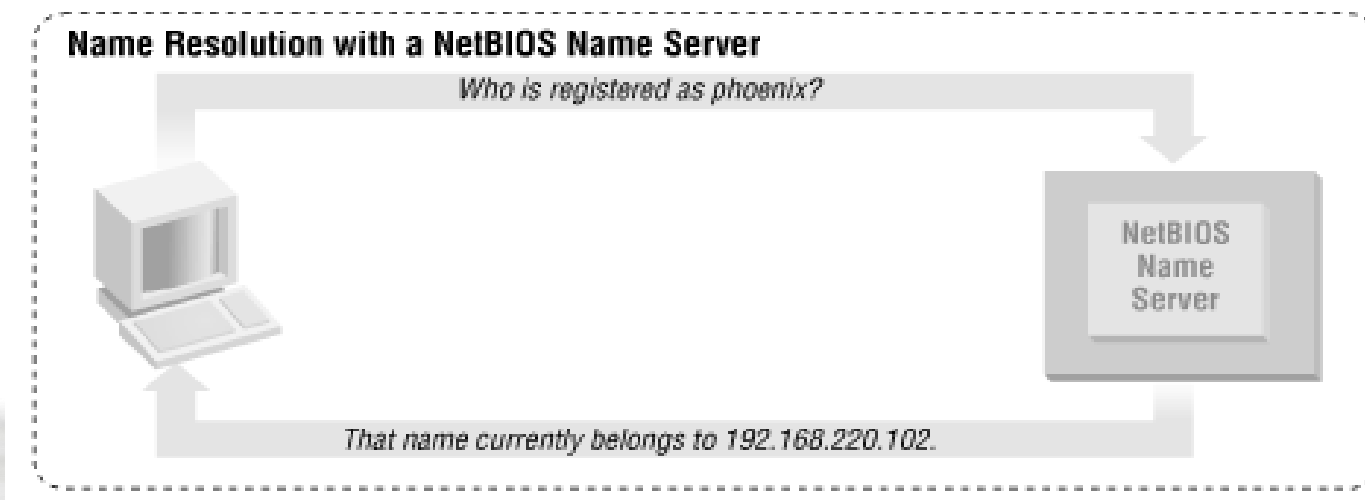 Name Resolution with a NetBIOS Name Server
Who is registered as phoenix?
NetBIOS
Name
Server
That name currently belongs to 192.168.220.102.